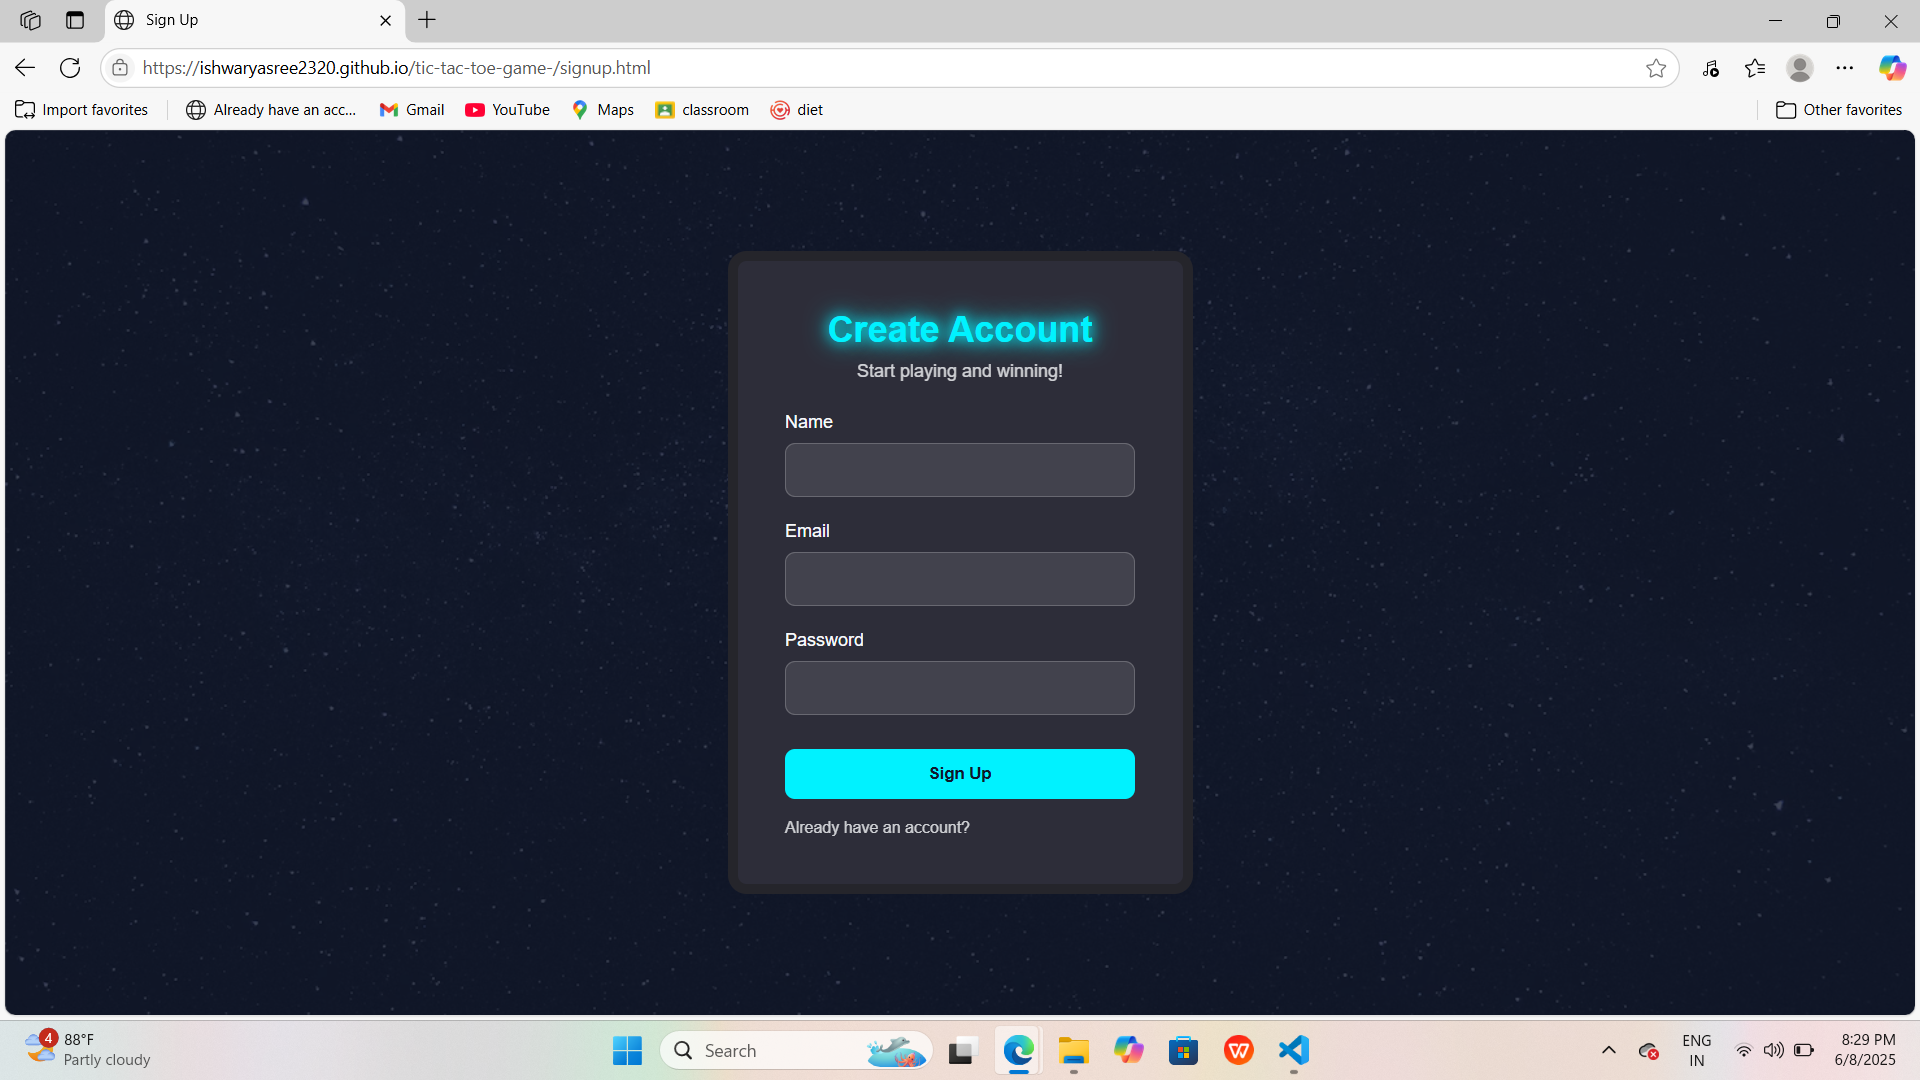 Sign Up
https://ishwaryasree2320.github.io/tic-tac-toe-game-/signup.html
Import favorites
Already have an acc...
Gmail
YouTube
Maps
classroom
diet
Other favorites
Create Account
Start playing and winning!
Name
Email
Password
Sign Up
Already have an account?
4
88°F
Partly cloudy
Search
W
ENG
IN
8:29 PM
6/8/2025